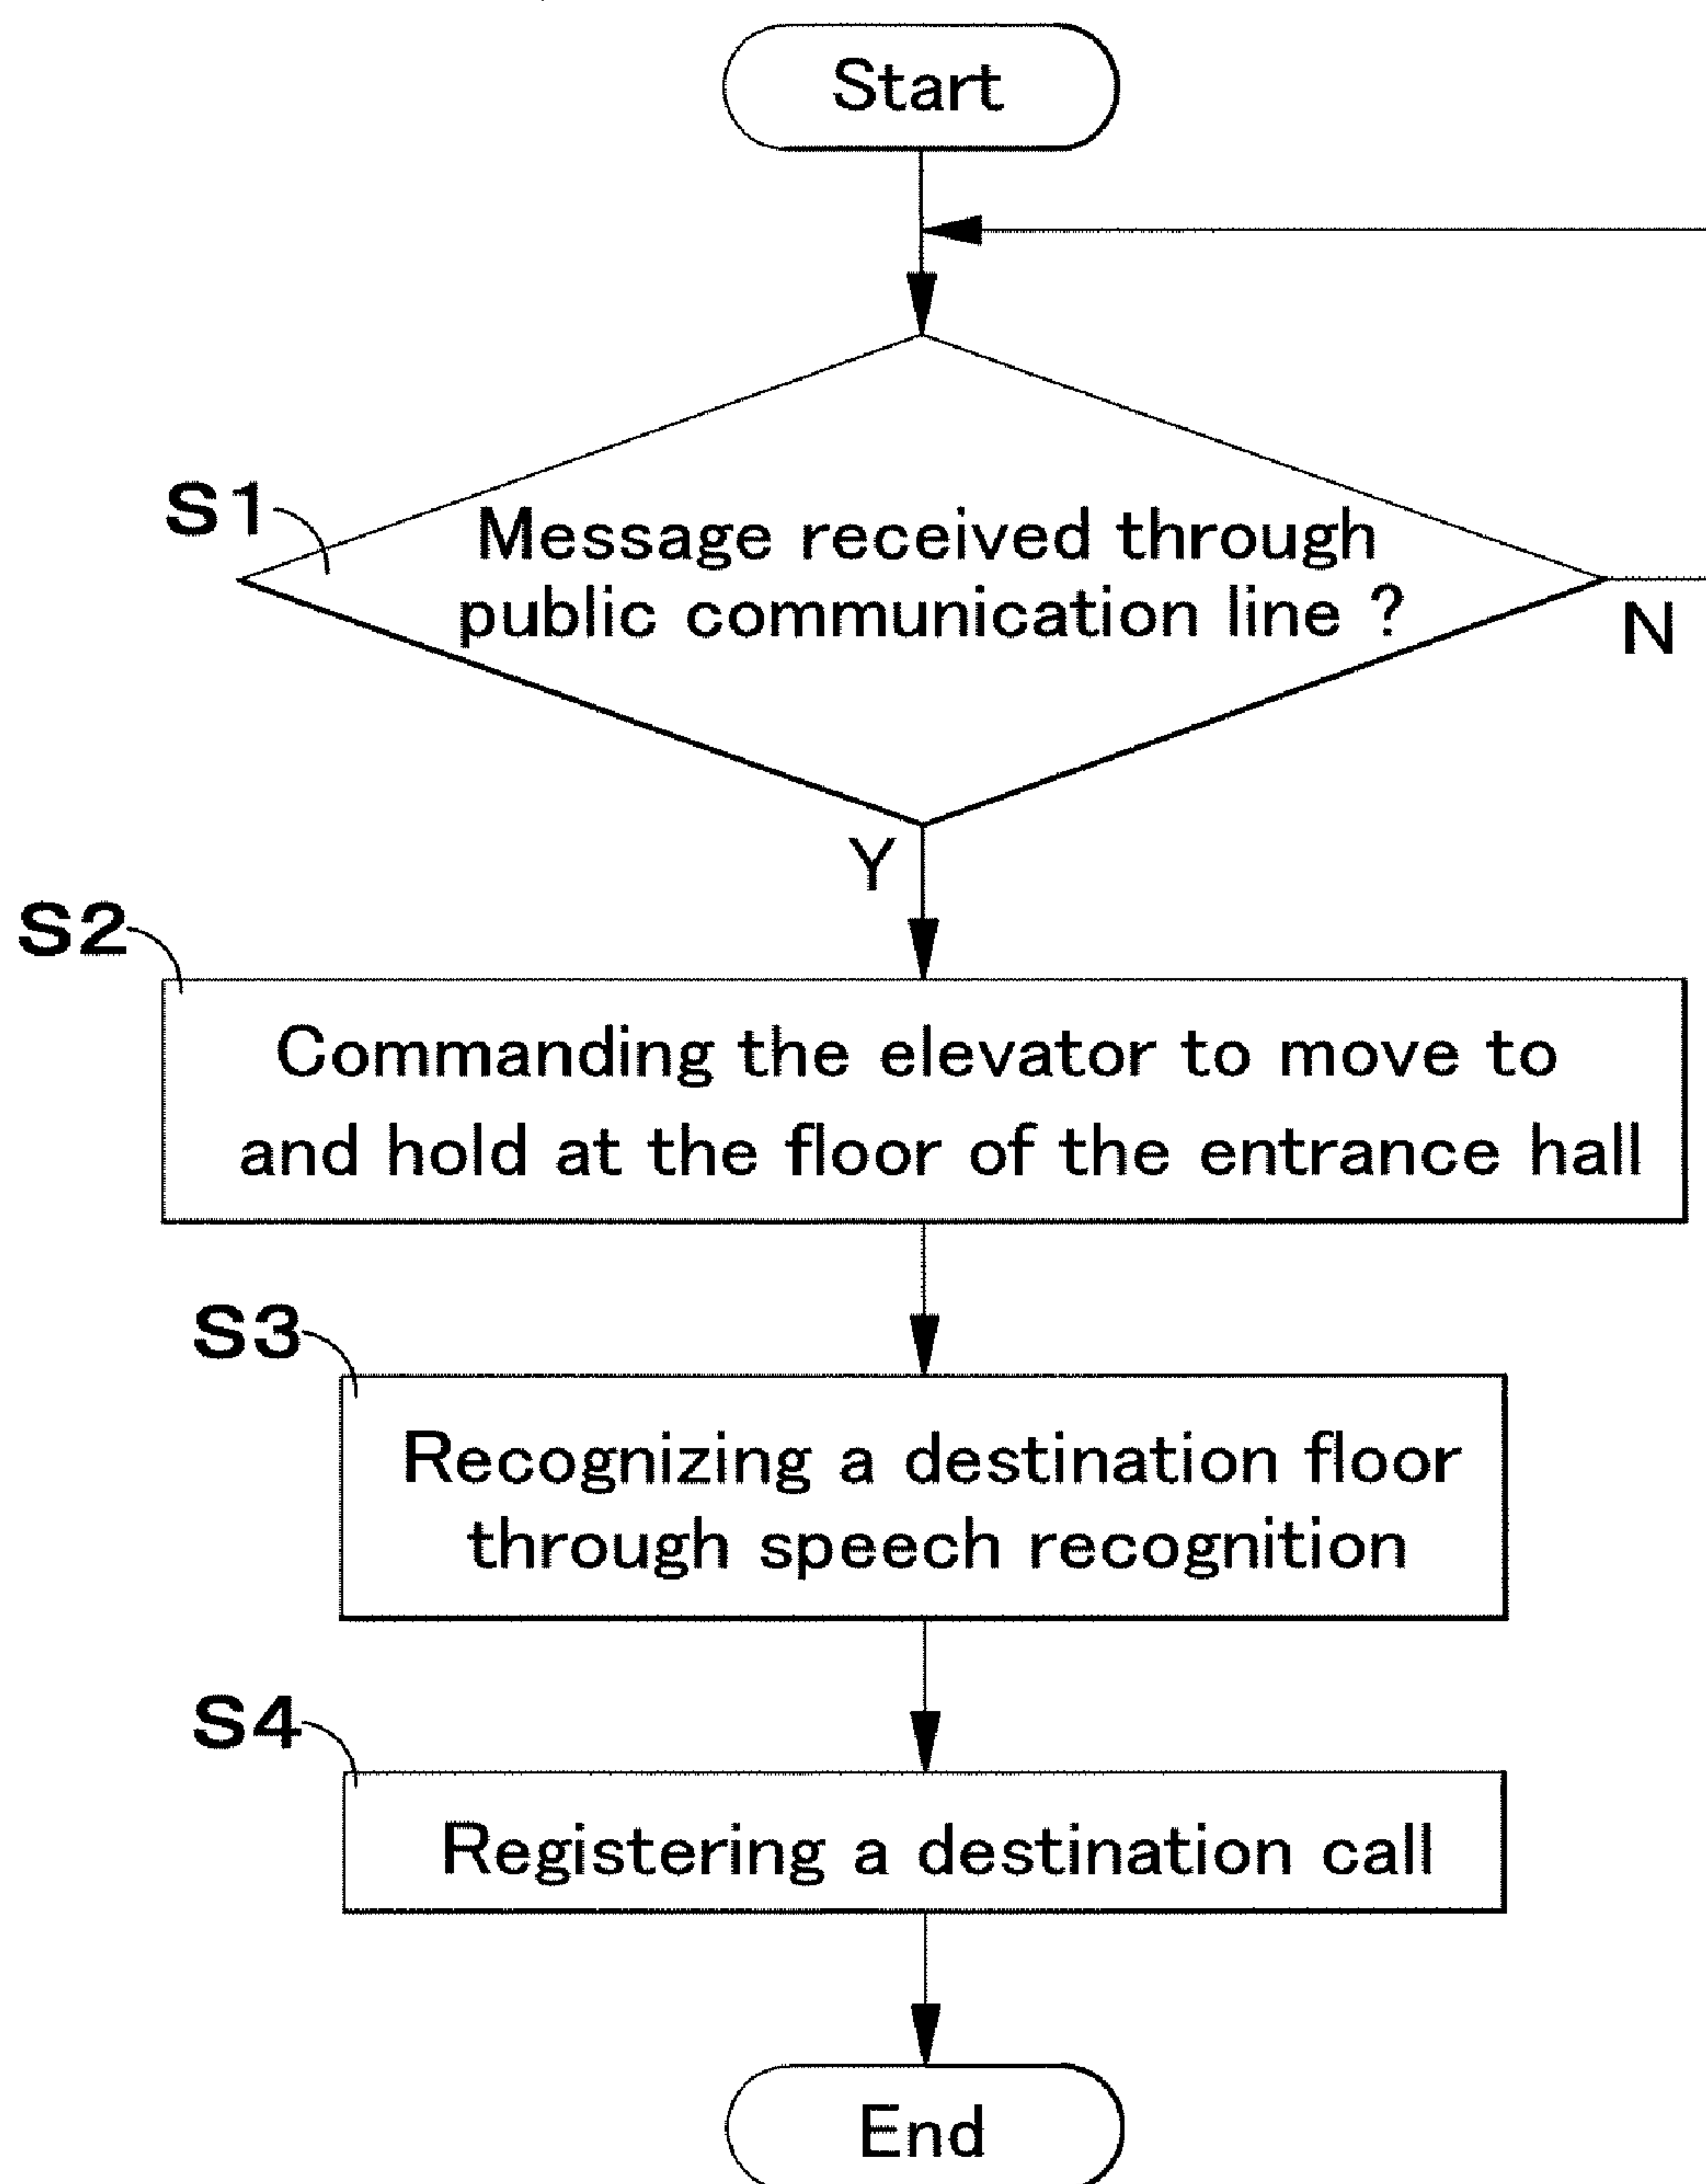 Start
S1
Message received through
public communication line ?
N
Y
S2
Commanding the elevator to move to
and hold at the floor of the entrance hall
S3
Recognizing a destination floor
through speech recognition
S4
Registering a destination call
End